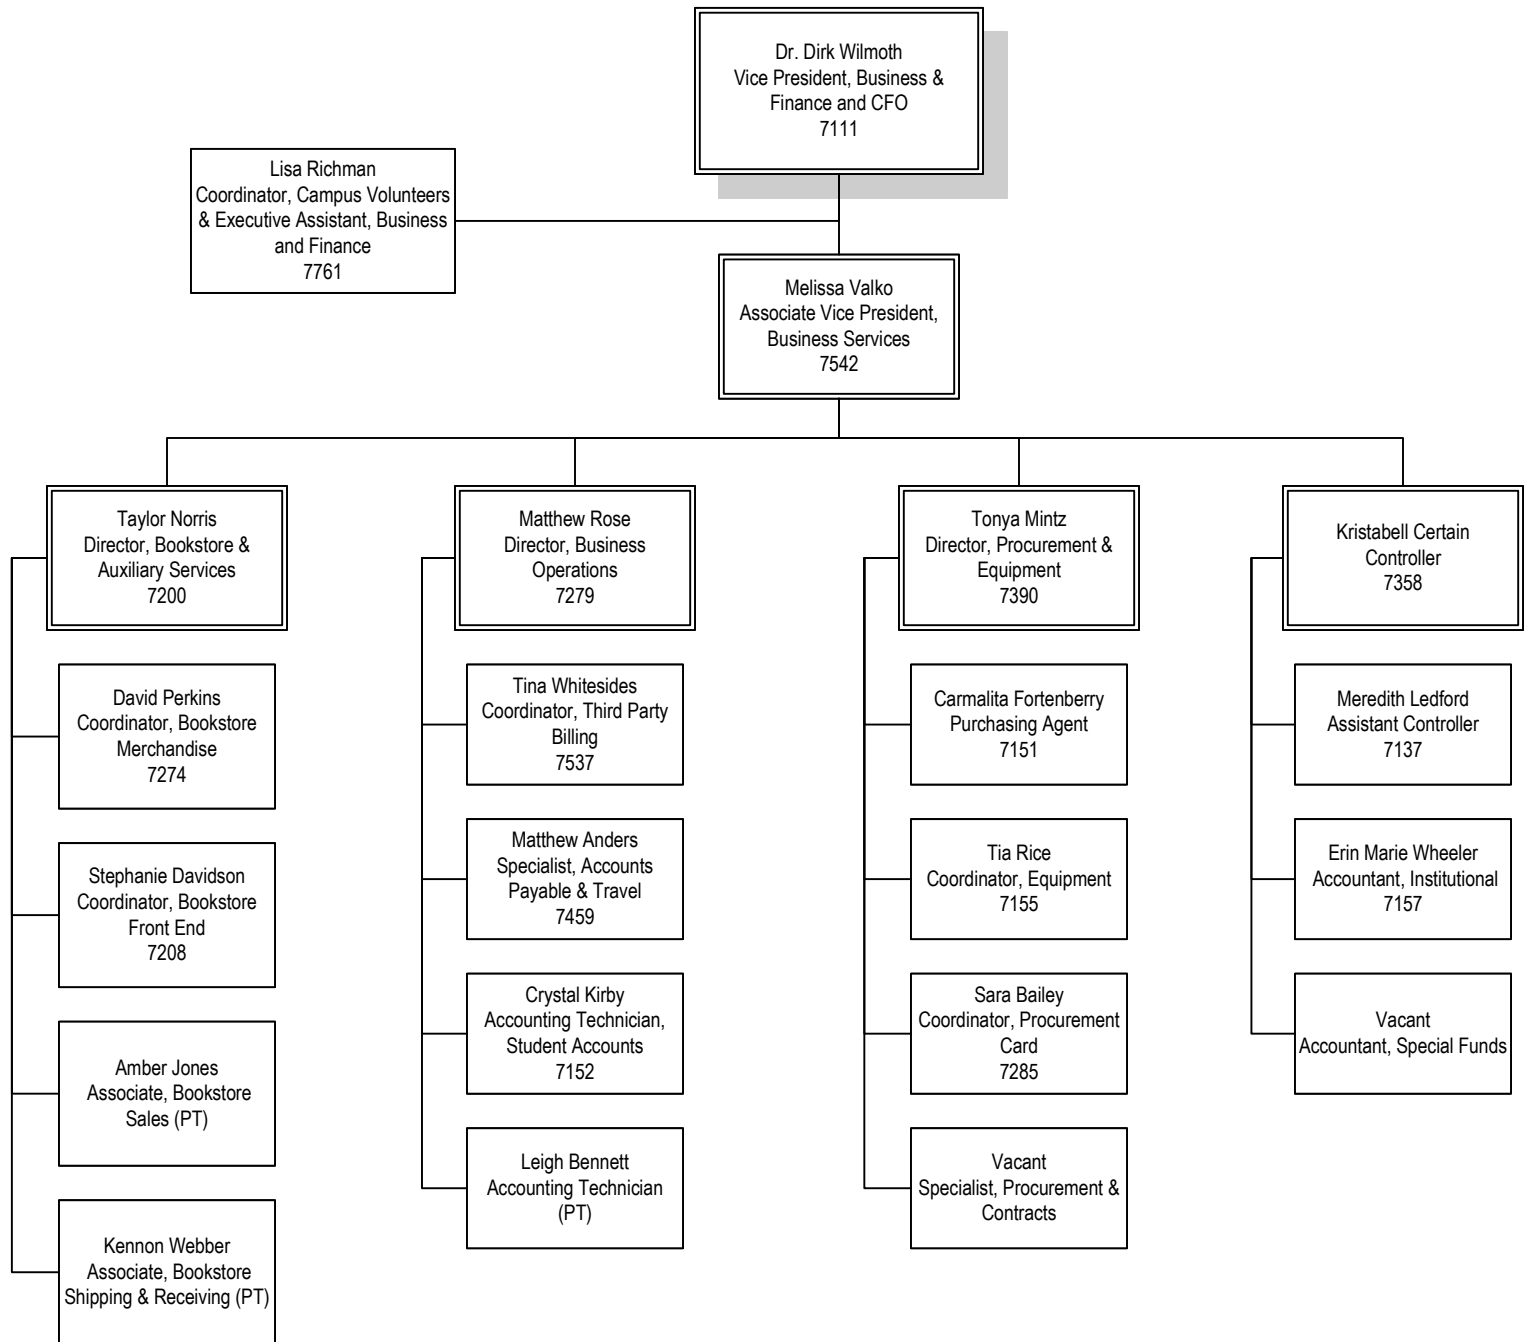 Dr. Dirk Wilmoth
Vice President, Business &
Finance and CFO
7111
Lisa Richman
Coordinator, Campus Volunteers
& Executive Assistant, Business
and Finance
7761
Melissa Valko
Associate Vice President,
Business Services
7542
Taylor Norris
Director, Bookstore &
Auxiliary Services
7200
David Perkins
Coordinator, Bookstore
Merchandise
7274
Stephanie Davidson
Coordinator, Bookstore
Front End
7208
Amber Jones
Associate, Bookstore
Sales (PT)
Kennon Webber
Associate, Bookstore
Shipping & Receiving (PT)
Matthew Rose
Director, Business
Operations
7279
Tina Whitesides
Coordinator, Third Party
Billing
7537
Matthew Anders
Specialist, Accounts
Payable & Travel
7459
Crystal Kirby
Accounting Technician,
Student Accounts
7152
Leigh Bennett
Accounting Technician
(PT)
Tonya Mintz
Director, Procurement &
Equipment
7390
Carmalita Fortenberry
Purchasing Agent
7151
Tia Rice
Coordinator, Equipment
7155
Sara Bailey
Coordinator, Procurement
Card
7285
Vacant
Specialist, Procurement &
Contracts
Kristabell Certain
Controller
7358
Meredith Ledford
Assistant Controller
7137
Erin Marie Wheeler
Accountant, Institutional
7157
Vacant
Accountant, Special Funds